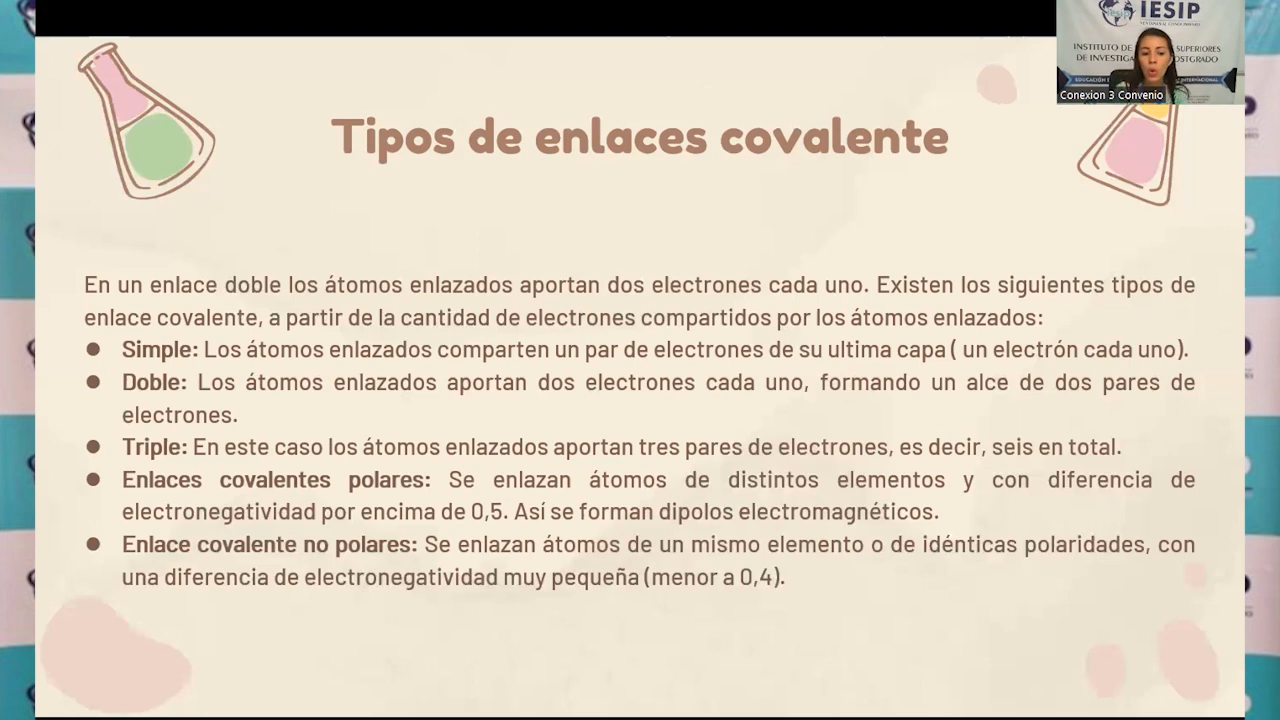 IESIP
INSTITUTO DE SUPERIORES
DE INVESTIGA OSTGRADO
Conexion 3 Convenio
Tipos de enlaces covalente
En un enlace doble los átomos enlazados aportan dos electrones cada uno. Existen los siguientes tipos de
enlace covalente, a partir de la cantidad de electrones compartidos por los átomos enlazados:
● Simple: Los átomos enlazados comparten un par de electrones de su ultima capa ( un electrón cada uno).
● Doble: Los átomos enlazados aportan dos electrones cada uno, formando un alce de dos pares de
electrones.
● Triple: En este caso los átomos enlazados aportan tres pares de electrones, es decir, seis en total.
● Enlaces covalentes polares: Se enlazan átomos de distintos elementos y con diferencia de
electronegatividad por encima de 0,5. Así se forman dipolos electromagnéticos.
● Enlace covalente no polares: Se enlazan átomos de un mismo elemento o de idénticas polaridades, con
una diferencia de electronegatividad muy pequeña (menor a 0,4).